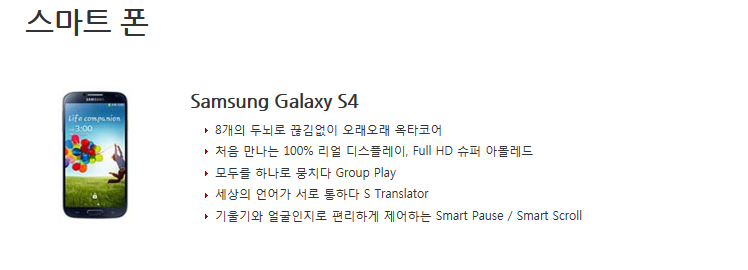 스마트 폰
SAMSUNG
Life companion
3:00
Samsung Galaxy S4
8개의 두뇌로 끊김없이 오래오래 옥타코어
처음 만나는 100% 리얼 디스플레이, Full HD 슈퍼 아몰레드
모두를 하나로 뭉치다 Group Play
세상의 언어가 서로 통하다 S Translator
기울기와 얼굴인지로 편리하게 제어하는 Smart Pause / Smart Scroll